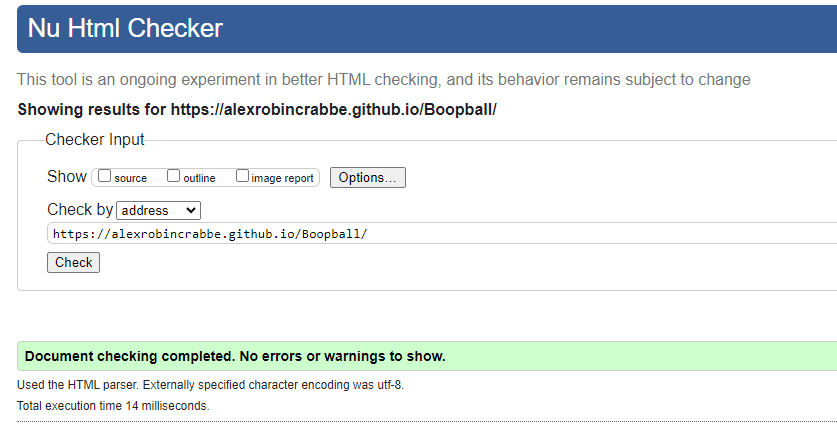 Nu Html Checker
This tool is an ongoing experiment in better HTML checking, and its behavior remains subject to change
Showing results for https://alexrobincrabbe.github.io/Boopball/
Checker Input
Show source outline image report Options...
Check by address
https://alexrobincrabbe.github.io/Boopball/
Check
Document checking completed. No errors or warnings to show.
Used the HTML parser. Externally specified character encoding was utf-8.
Total execution time 14 milliseconds.